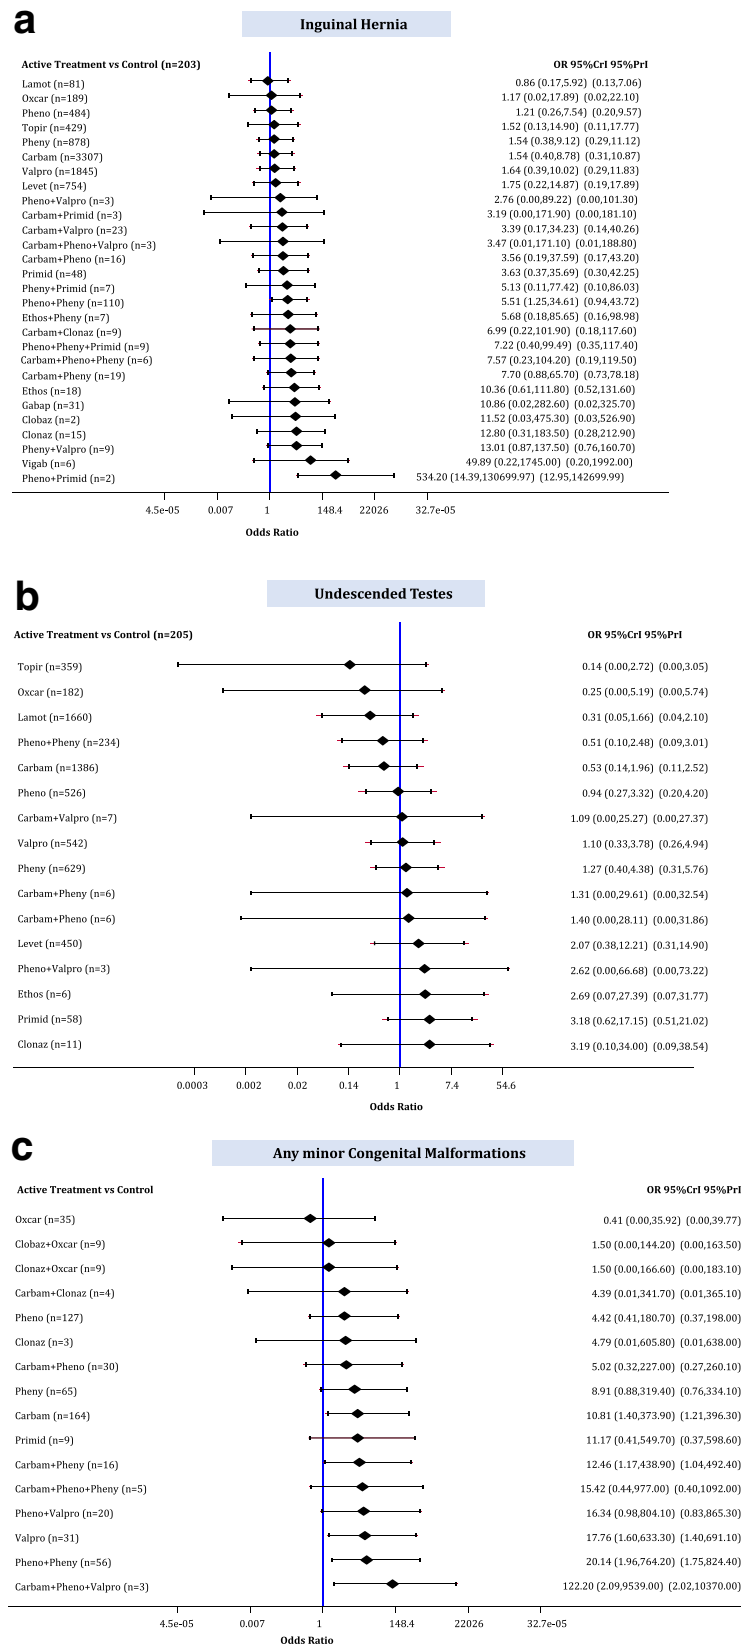 a
Inguinal Hernia
Active Treatment vs Control (n=203) OR 95%CrI 95%PrI
Lamot (n=81) 0.86 (0.17,5.92) (0.13,7.06)
Oxcar (n=189) 1.17 (0.02,17.89) (0.02,22.10)
Pheno (n=484) 1.21 (0.26,7.54) (0.20,9.57)
Topir (n=429) 1.52 (0.13,14.90) (0.11,17.77)
Pheny (n=878) 1.54 (0.38,9.12) (0.29,11.12)
Carbam (n=3307) 1.54 (0.40,8.78) (0.31,10.87)
Valpro (n=1845) 1.64 (0.39,10.02) (0.29,11.83)
Levet (n=754) 1.75 (0.22,14.87) (0.19,17.89)
Pheno+Valpro (n=3) 2.76 (0.00,89.22) (0.00,101.30)
Carbam+Primid (n=3) 3.19 (0.00,171.90) (0.00,181.10)
Carbam+Valpro (n=23) 3.39 (0.17,34.23) (0.14,40.26)
Carbam+Pheno+Valpro (n=3) 3.47 (0.01,171.10) (0.01,188.80)
Carbam+Pheno (n=16) 3.56 (0.19,37.59) (0.17,43.20)
Primid (n=48) 3.63 (0.37,35.69) (0.30,42.25)
Pheny+Primid (n=7) 5.13 (0.11,77.42) (0.10,86.03)
Pheno+Pheny (n=110) 5.51 (1.25,34.61) (0.94,43.72)
Ethos+Pheny (n=7) 5.68 (0.18,85.65) (0.16,98.98)
Carbam+Clonaz (n=9) 6.99 (0.22,101.90) (0.18,117.60)
Pheno+Pheny+Primid (n=9) 7.22 (0.40,99.49) (0.35,117.40)
Carbam+Pheno+Pheny (n=6) 7.57 (0.23,104.20) (0.19,119.50)
Carbam+Pheny (n=19) 7.70 (0.88,65.70) (0.73,78.18)
Ethos (n=18) 10.36 (0.61,111.80) (0.52,131.60)
Gabap (n=31) 10.86 (0.02,282.60) (0.02,325.70)
Clobaz (n=2) 11.52 (0.03,475.30) (0.03,526.90)
Clonaz (n=15) 12.80 (0.31,183.50) (0.28,212.90)
Pheny+Valpro (n=9) 13.01 (0.87,137.50) (0.76,160.70)
Vigab (n=6) 49.89 (0.22,1745.00) (0.20,1992.00)
Pheno+Primid (n=2) 534.20 (14.39,130699.97) (12.95,142699.99)
4.5e-05 0.007 1 148.4 22026 32.7e-05
Odds Ratio
b
Undescended Testes
Active Treatment vs Control (n=205) OR 95%CrI 95%PrI
Topir (n=359) 0.14 (0.00,2.72) (0.00,3.05)
Oxcar (n=182) 0.25 (0.00,5.19) (0.00,5.74)
Lamot (n=1660) 0.31 (0.05,1.66) (0.04,2.10)
Pheno+Pheny (n=234) 0.51 (0.10,2.48) (0.09,3.01)
Carbam (n=1386) 0.53 (0.14,1.96) (0.11,2.52)
Pheno (n=526) 0.94 (0.27,3.32) (0.20,4.20)
Carbam+Valpro (n=7) 1.09 (0.00,25.27) (0.00,27.37)
Valpro (n=542) 1.10 (0.33,3.78) (0.26,4.94)
Pheny (n=629) 1.27 (0.40,4.38) (0.31,5.76)
Carbam+Pheny (n=6) 1.31 (0.00,29.61) (0.00,32.54)
Carbam+Pheno (n=6) 1.40 (0.00,28.11) (0.00,31.86)
Levet (n=450) 2.07 (0.38,12.21) (0.31,14.90)
Pheno+Valpro (n=3) 2.62 (0.00,66.68) (0.00,73.22)
Ethos (n=6) 2.69 (0.07,27.39) (0.07,31.77)
Primid (n=58) 3.18 (0.62,17.15) (0.51,21.02)
Clonaz (n=11) 3.19 (0.10,34.00) (0.09,38.54)
0.0003 0.002 0.02 0.14 1 7.4 54.6
Odds Ratio
c
Any minor Congenital Malformations
Active Treatment vs Control OR 95%CrI 95%PrI
Oxcar (n=35) 0.41 (0.00,35.92) (0.00,39.77)
Clobaz+Oxcar (n=9) 1.50 (0.00,144.20) (0.00,163.50)
Clonaz+Oxcar (n=9) 1.50 (0.00,166.60) (0.00,183.10)
Carbam+Clonaz (n=4) 4.39 (0.01,341.70) (0.01,365.10)
Pheno (n=127) 4.42 (0.41,180.70) (0.37,198.00)
Clonaz (n=3) 4.79 (0.01,605.80) (0.01,638.00)
Carbam+Pheno (n=30) 5.02 (0.32,227.00) (0.27,260.10)
Pheny (n=65) 8.91 (0.88,319.40) (0.76,334.10)
Carbam (n=164) 10.81 (1.40,373.90) (1.21,396.30)
Primid (n=9) 11.17 (0.41,549.70) (0.37,598.60)
Carbam+Pheny (n=16) 12.46 (1.17,438.90) (1.04,492.40)
Carbam+Pheno+Pheny (n=5) 15.42 (0.44,977.00) (0.40,1092.00)
Pheno+Valpro (n=20) 16.34 (0.98,804.10) (0.83,865.30)
Valpro (n=31) 17.76 (1.60,633.30) (1.40,691.10)
Pheno+Pheny (n=56) 20.14 (1.96,764.20) (1.75,824.40)
Carbam+Pheno+Valpro (n=3) 122.20 (2.09,9539.00) (2.02,10370.00)
4.5e-05 0.007 1 148.4 22026 32.7e-05
Odds Ratio